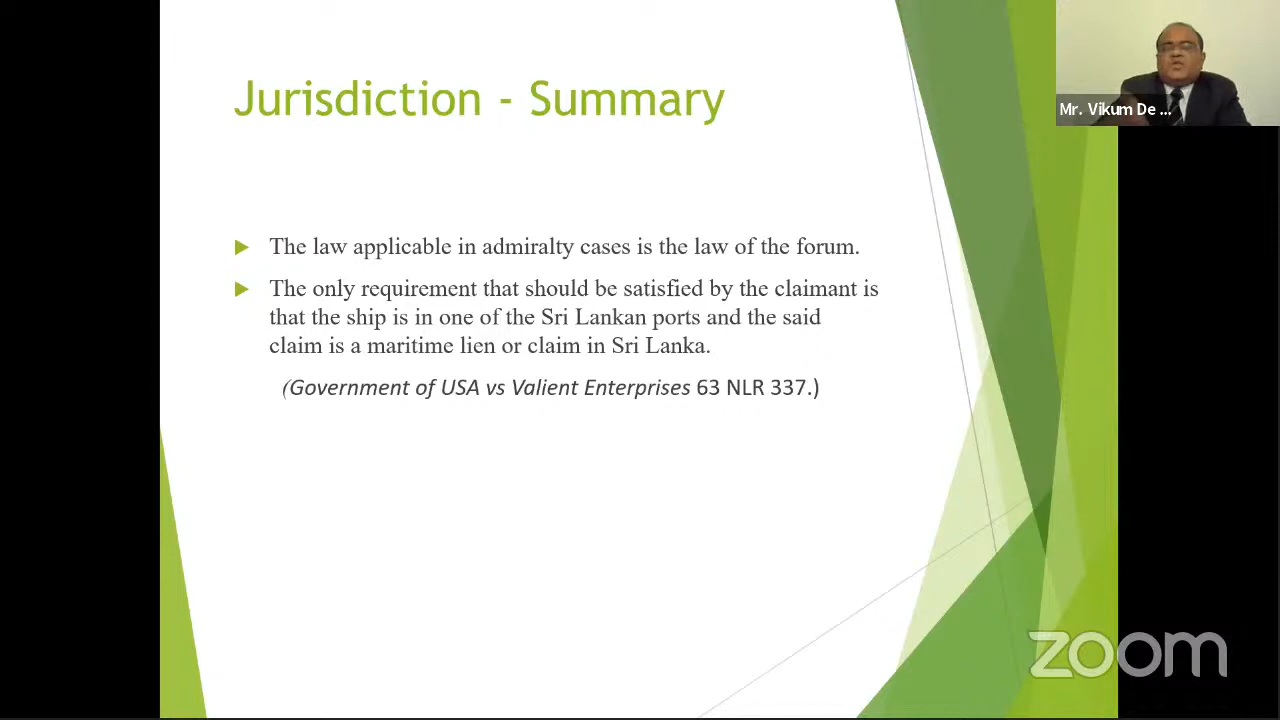 Jurisdiction - Summary
Mr. Vikum De ...
The law applicable in admiralty cases is the law of the forum.
The only requirement that should be satisfied by the claimant is
that the ship is in one of the Sri Lankan ports and the said
claim is a maritime lien or claim in Sri Lanka.
(Government of USA vs Valient Enterprises 63 NLR 337.)
zoom